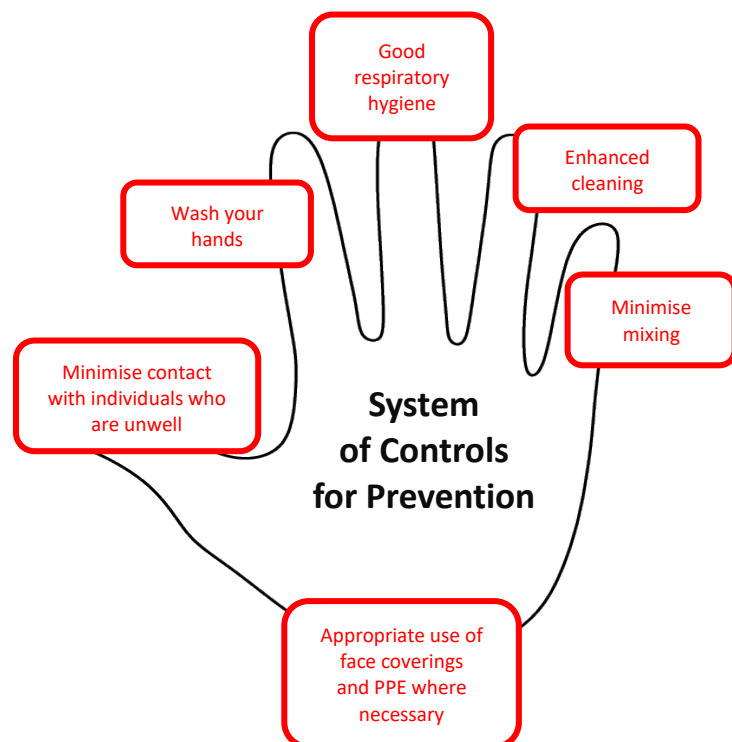 Good
respiratory
hygiene
Enhanced
cleaning
Wash your
hands
Minimise
mixing
Minimise contact
with individuals who
are unwell
System
of Controls
for Prevention
Appropriate use of
face coverings
and PPE where
necessary